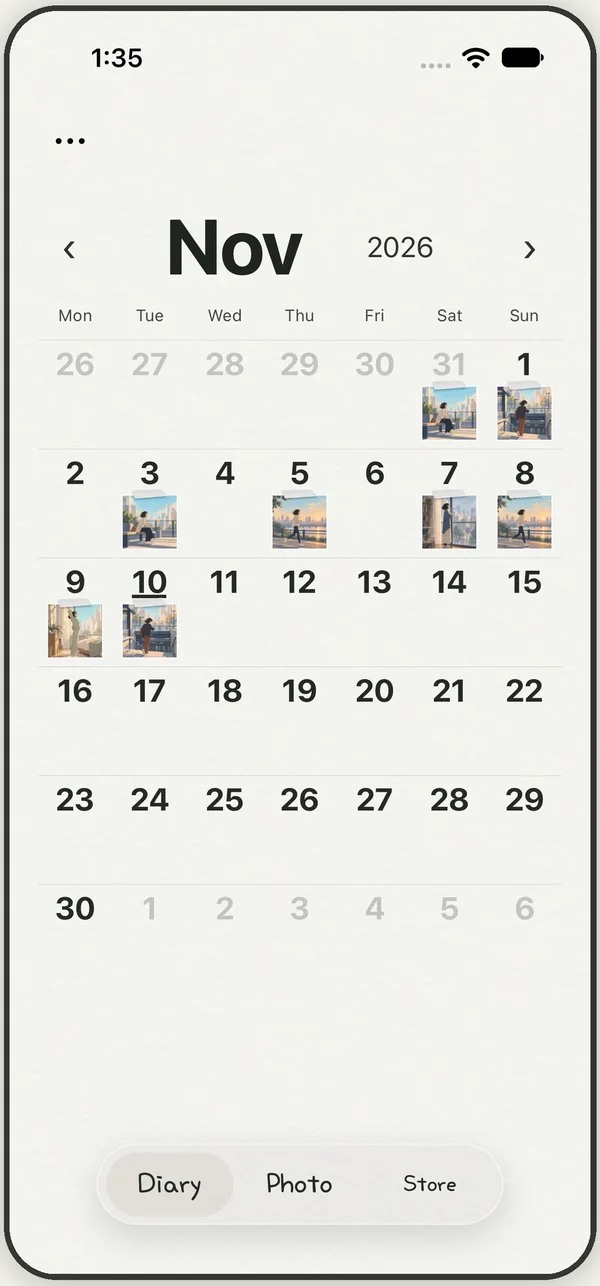 1:35
...
‹ Nov 2026 ›
Mon Tue Wed Thu Fri Sat Sun
26 27 28 29 30 31 1
2 3 4 5 6 7 8
9 10 11 12 13 14 15
16 17 18 19 20 21 22
23 24 25 26 27 28 29
30 1 2 3 4 5 6
Diary Photo Store